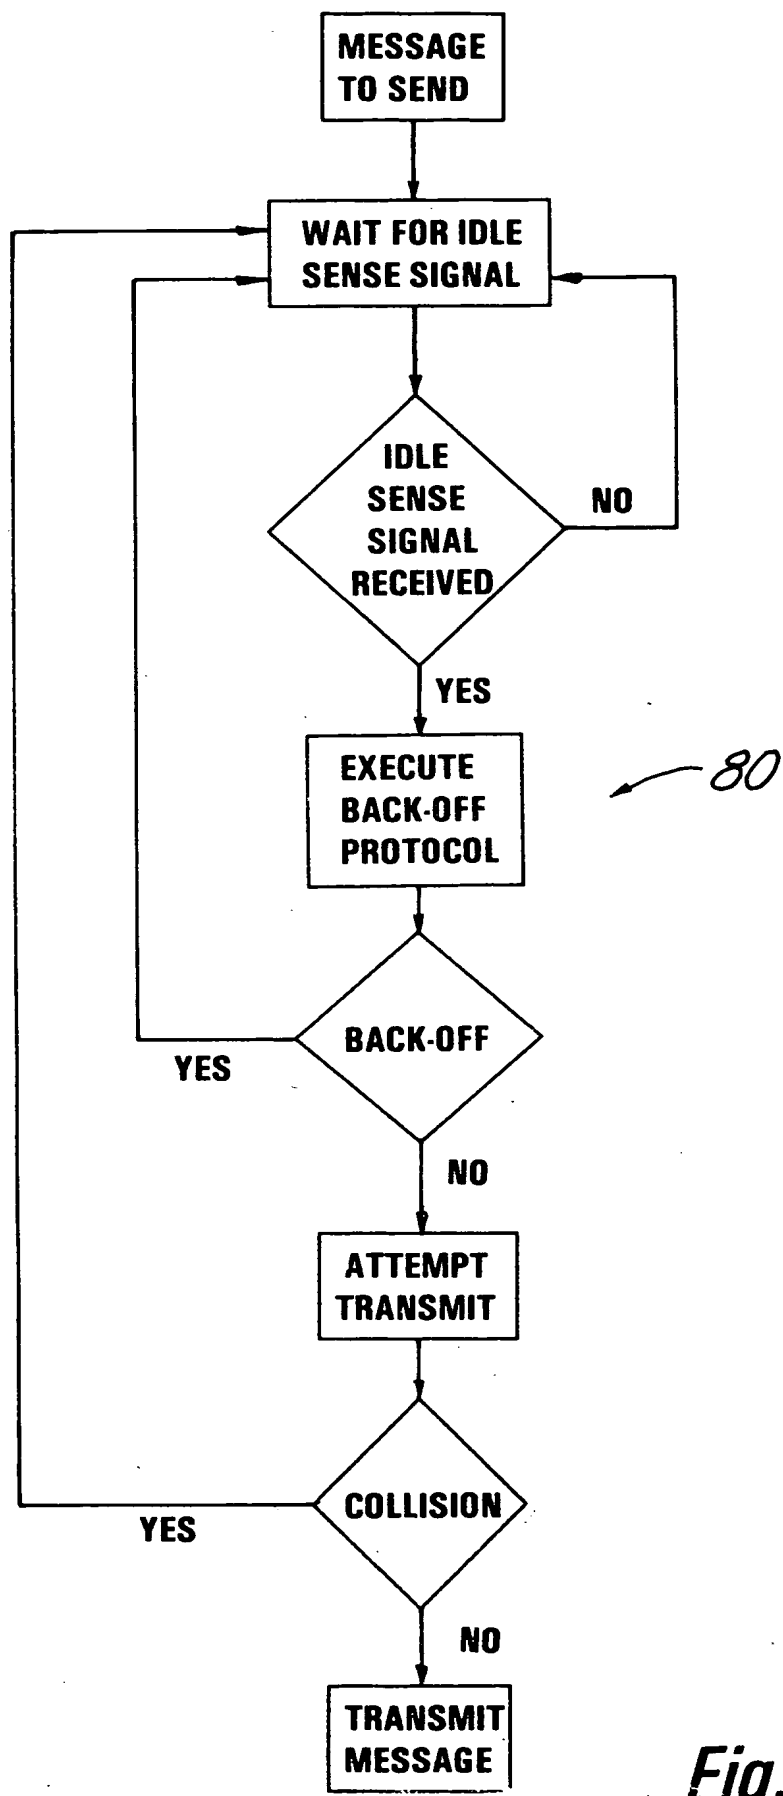 MESSAGE
TO SEND
WAIT FOR IDLE
SENSE SIGNAL
IDLE
SENSE
SIGNAL
RECEIVED
NO
YES
EXECUTE
BACK-OFF
PROTOCOL
80
BACK-OFF
YES
NO
ATTEMPT
TRANSMIT
COLLISION
YES
NO
TRANSMIT
MESSAGE
Fig.